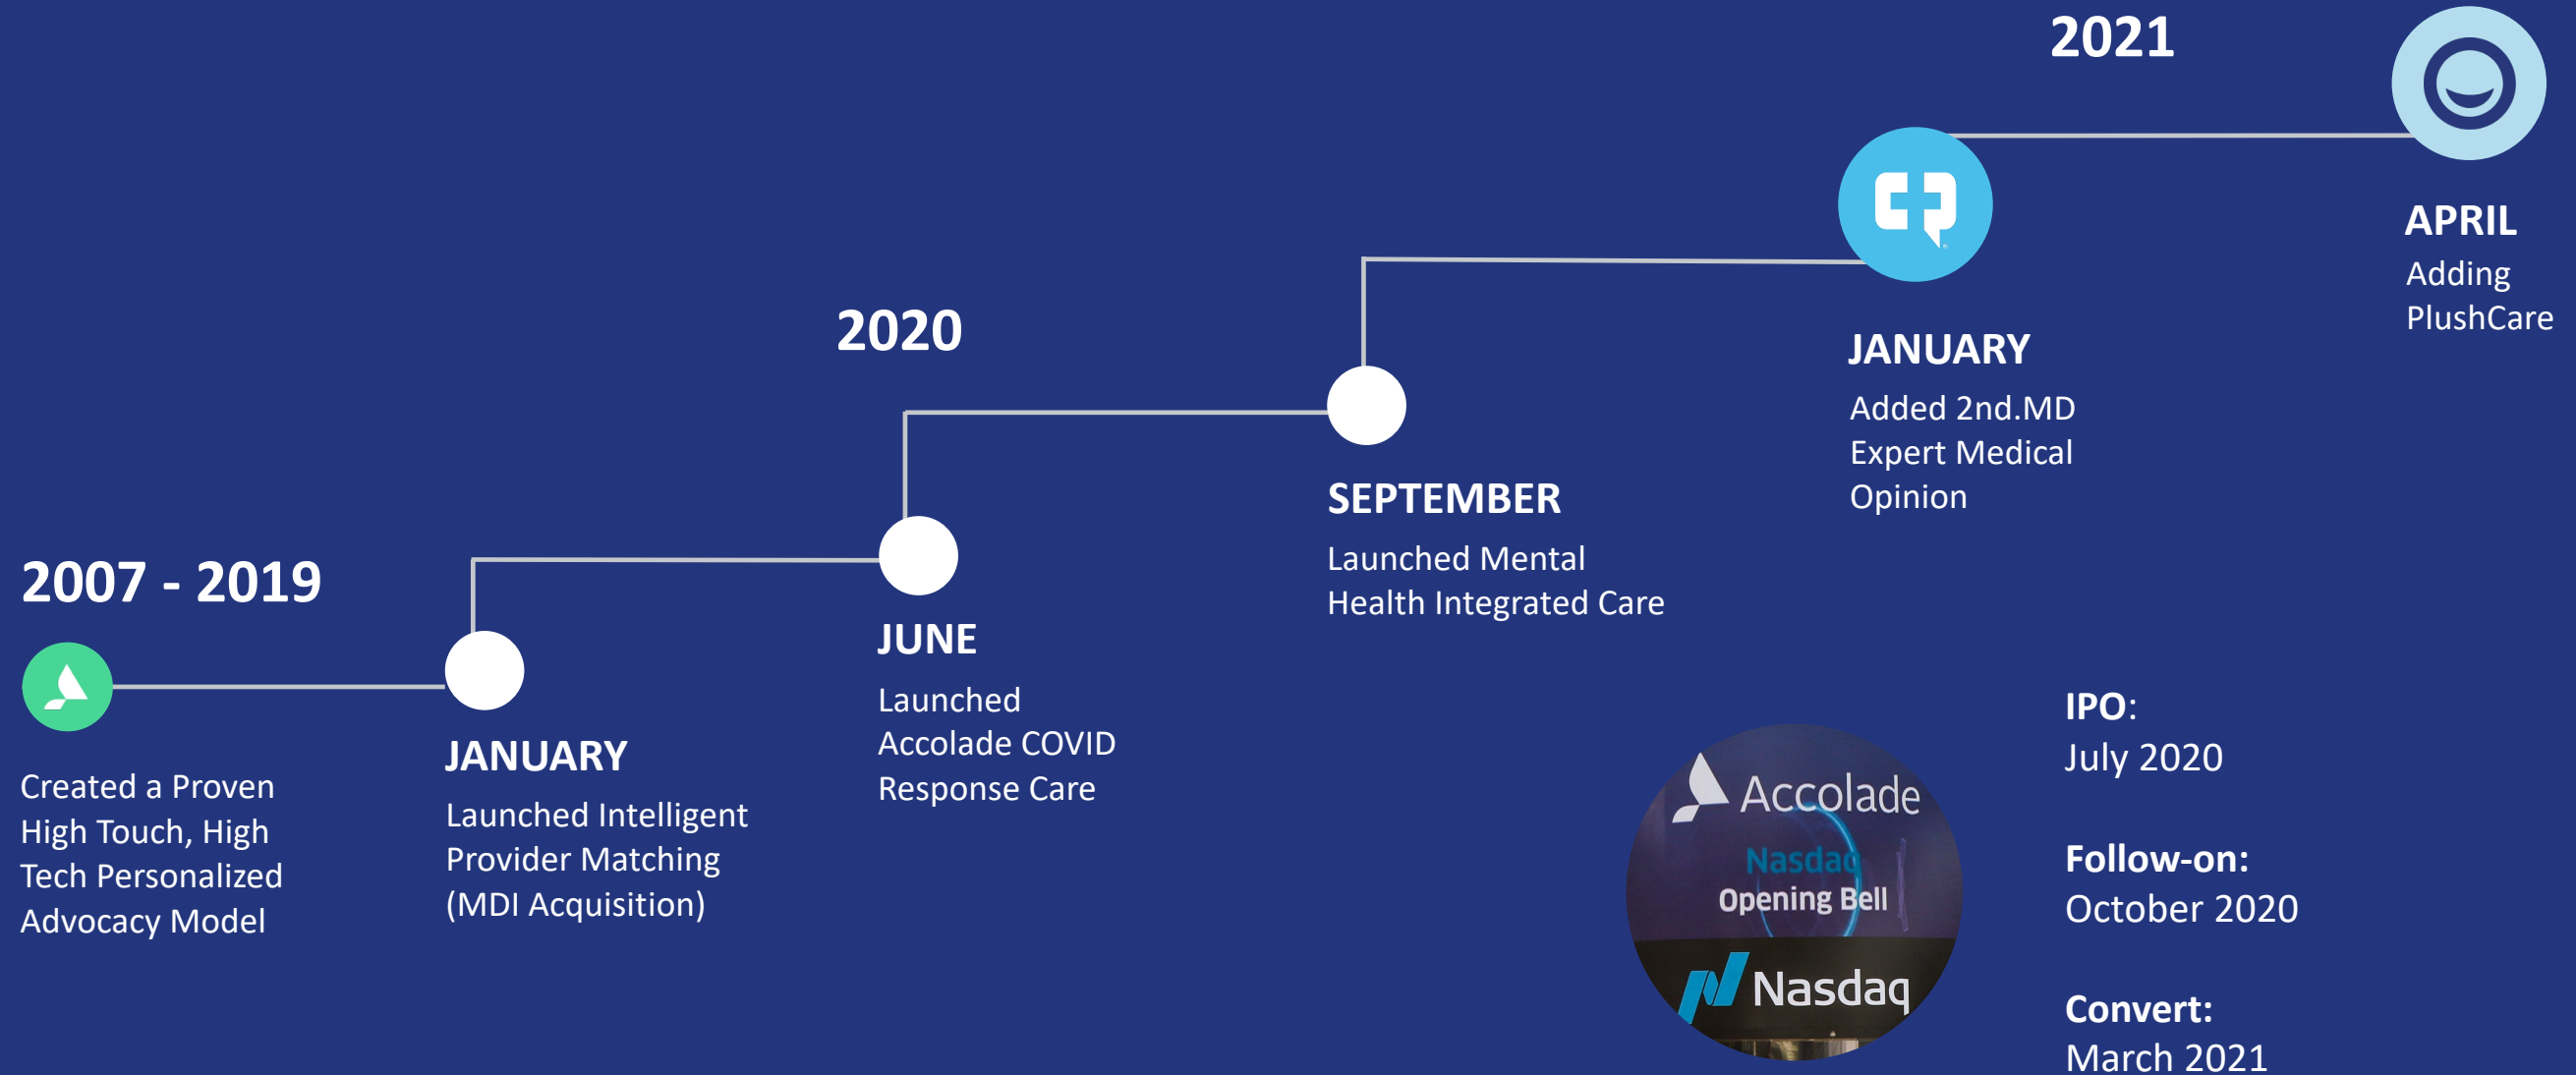 2007 - 2019
Created a Proven
High Touch, High
Tech Personalized
Advocacy Model
2020
JANUARY
Launched Intelligent
Provider Matching
(MDI Acquisition)
JUNE
Launched
Accolade COVID
Response Care
SEPTEMBER
Launched Mental
Health Integrated Care
2021
JANUARY
Added 2nd.MD
Expert Medical
Opinion
APRIL
Adding
PlushCare
Accolade
Nasdaq
Opening Bell
Nasdaq
IPO:
July 2020
Follow-on:
October 2020
Convert:
March 2021